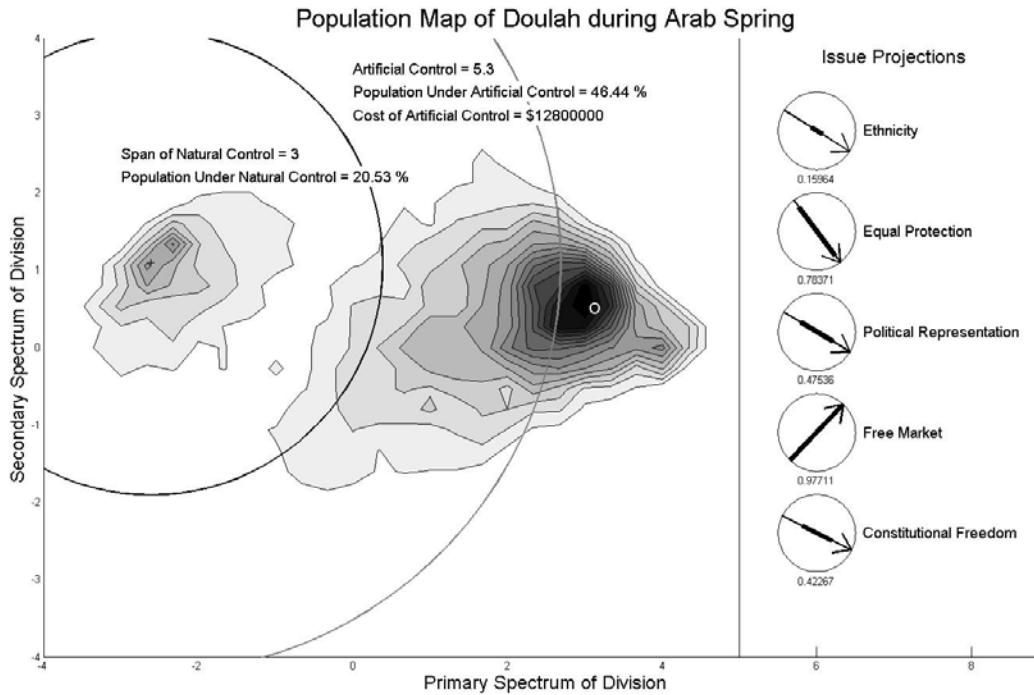 Population Map of Doulah during Arab Spring
Artificial Control = 5.3
Population Under Artificial Control = 46.44 %
Cost of Artificial Control = $12800000
Span of Natural Control = 3
Population Under Natural Control = 20.53 %
Issue Projections
Ethnicity
0.15964
Equal Protection
0.78371
Political Representation
0.47536
Free Market
0.97711
Constitutional Freedom
0.42267
Secondary Spectrum of Division
4
3
2
1
0
-1
-2
-3
-4
-4 -2 0 2 4 6 8
Primary Spectrum of Division